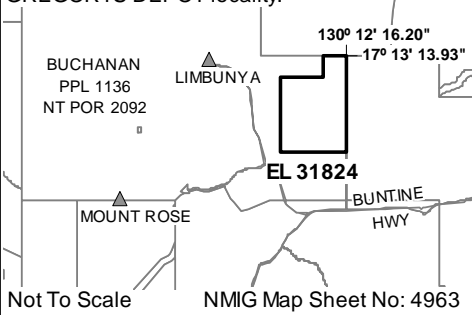 GREGORYS DEPOT locality.
130º 12' 16.20"
17º 13' 13.93"
BUCHANAN
PPL 1136
NT POR 2092
LIMBUNYA
EL 31824
BUNTINE
HWY
MOUNT ROSE
Not To Scale
NMIG Map Sheet No: 4963